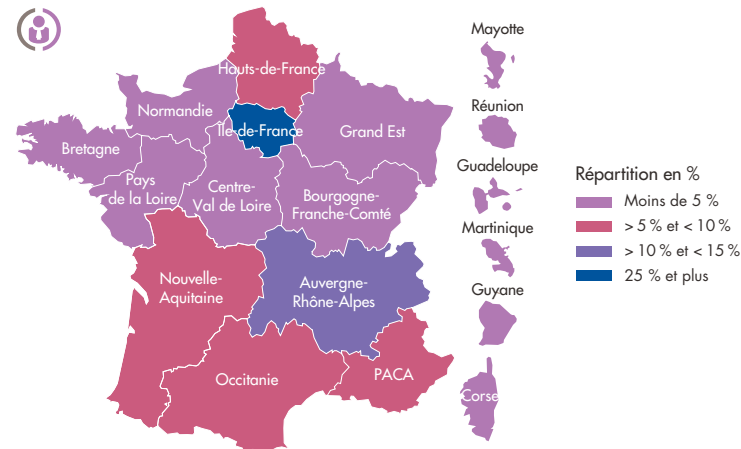 Mayotte
Hauts-de-France
Normandie
Réunion
Île-de-France
Grand Est
Bretagne
Guadeloupe
Pays
de la Loire
Centre-
Val de Loire
Bourgogne-
Franche-Comté
Répartition en %
Moins de 5 %
> 5 % et < 10 %
> 10 % et < 15 %
25 % et plus
Martinique
Nouvelle-
Aquitaine
Auvergne-
Rhône-Alpes
Guyane
Occitanie
PACA
Corse